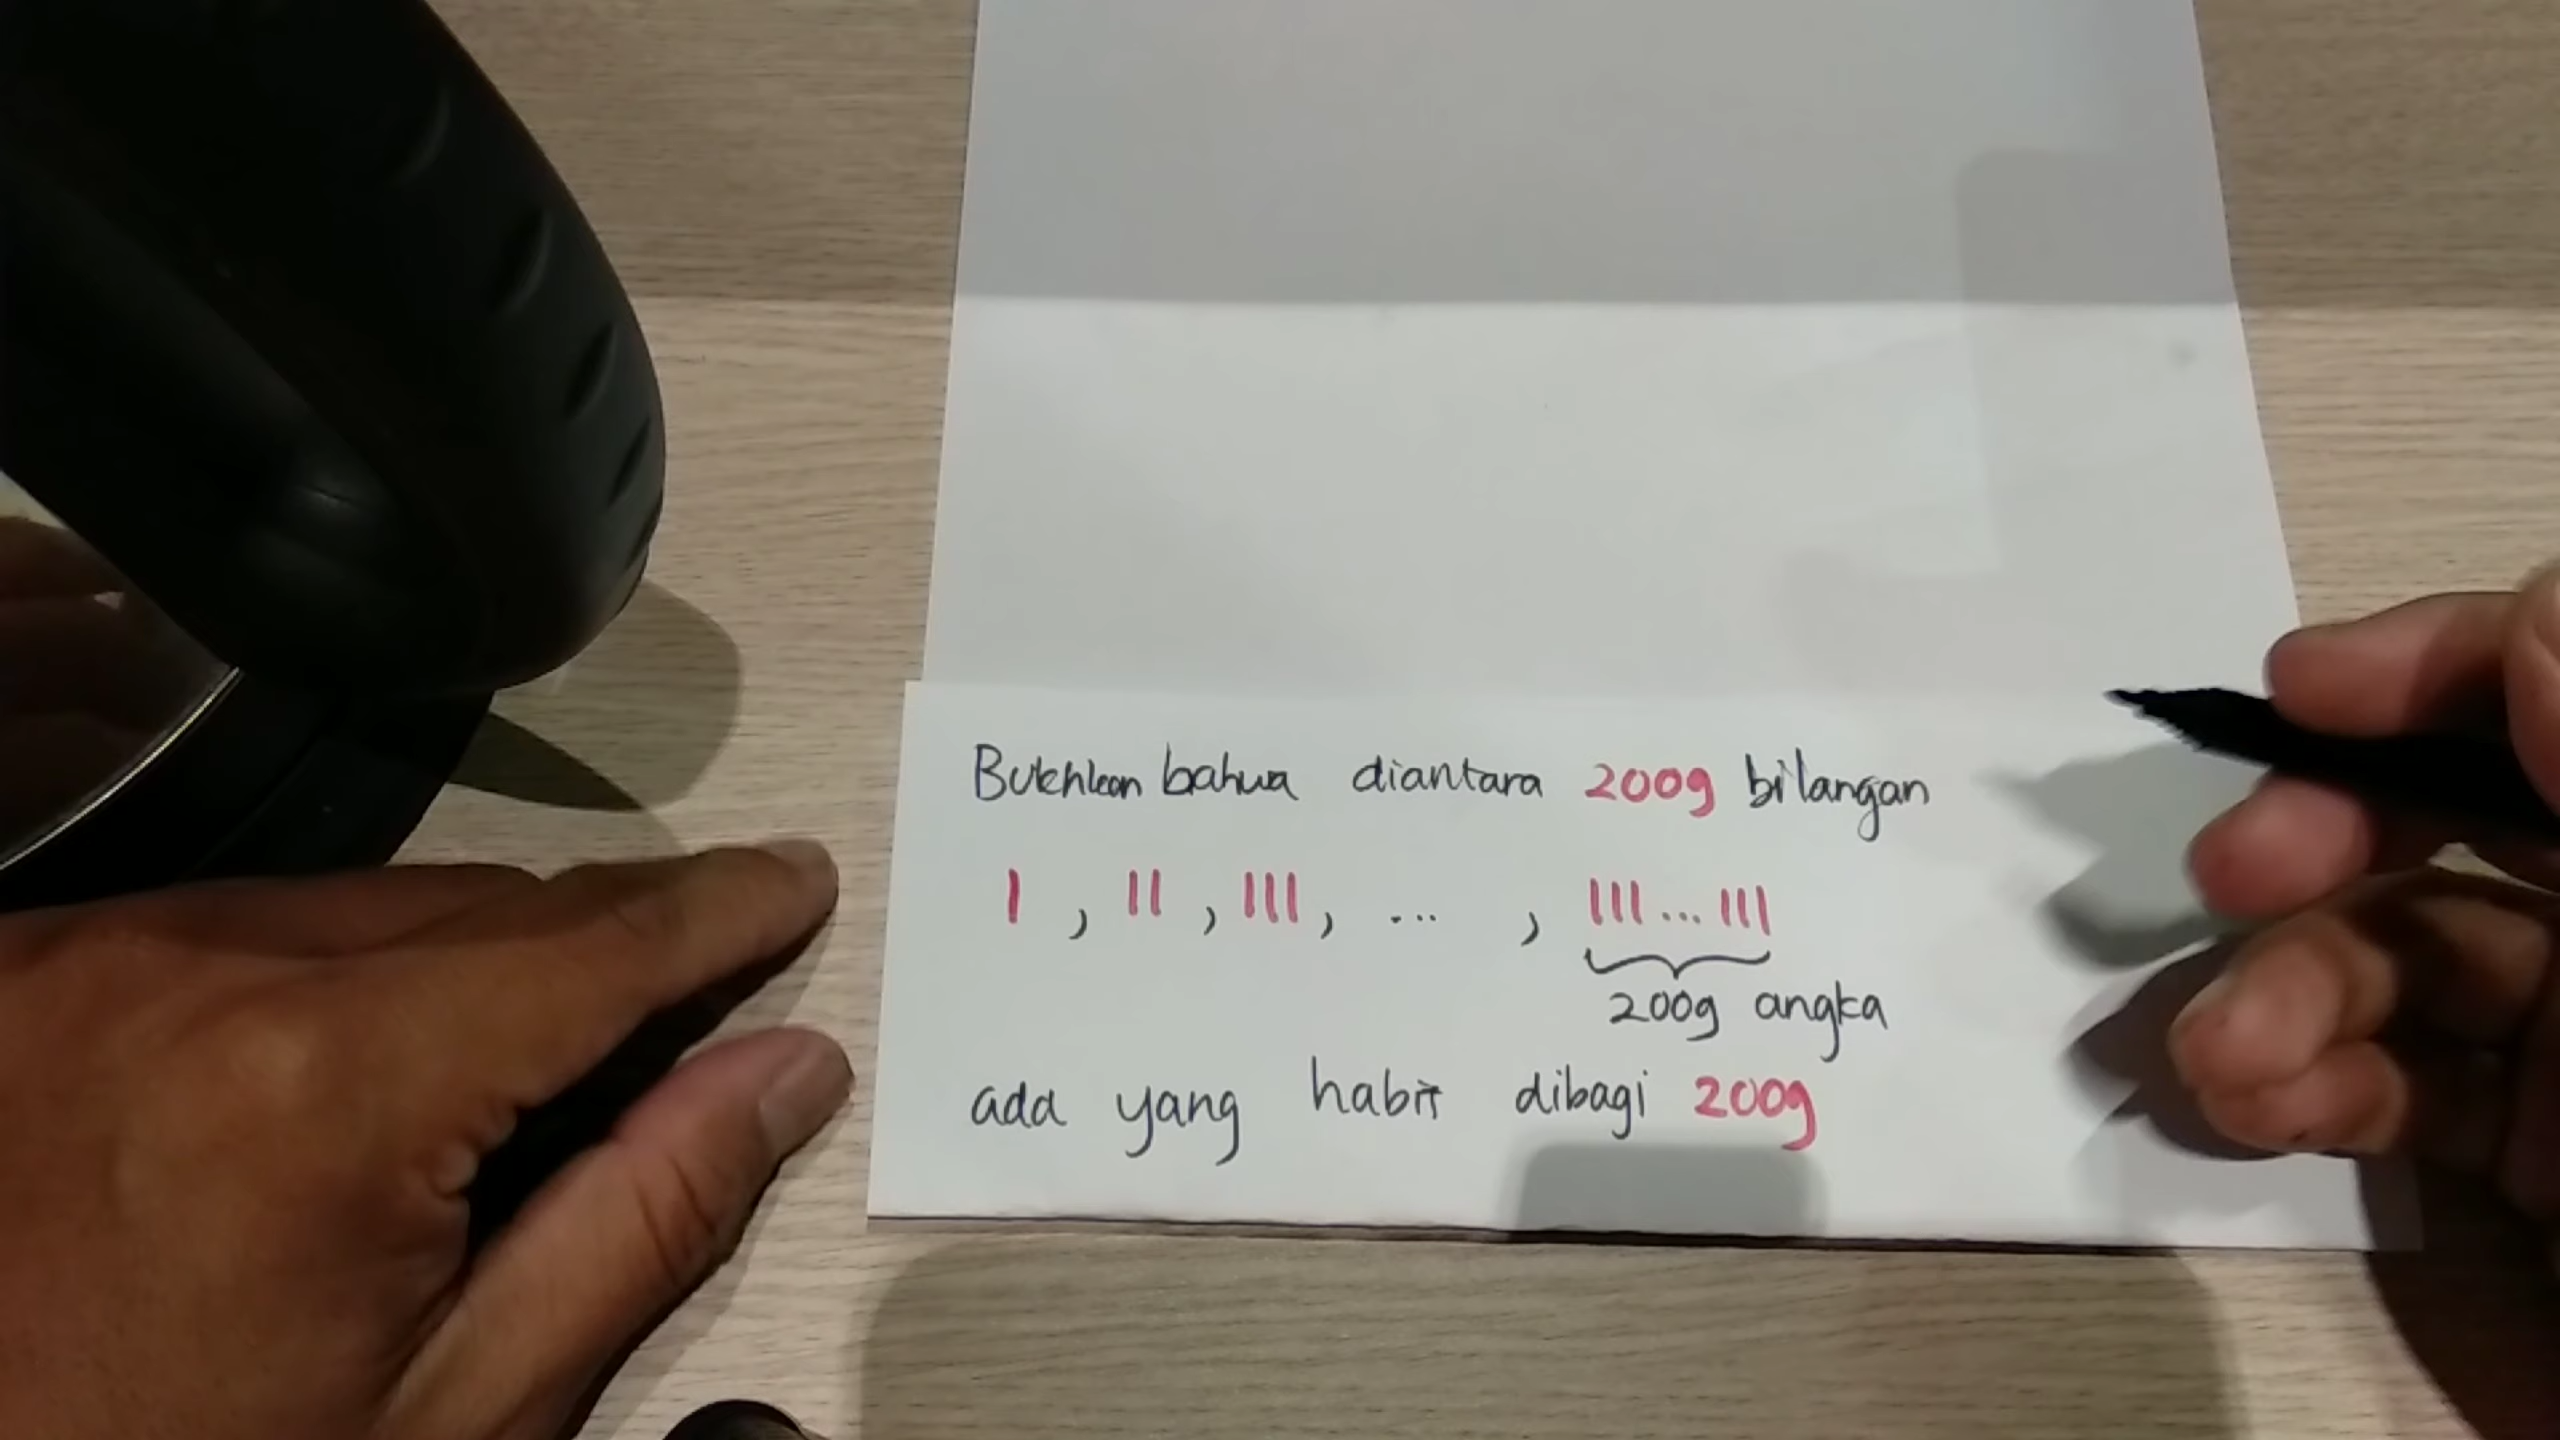 Buktikan bahwa diantara 2009 bilangan
1 , 11 , 111 , ... , 111...111
2009 angka
ada yang habis dibagi 2009